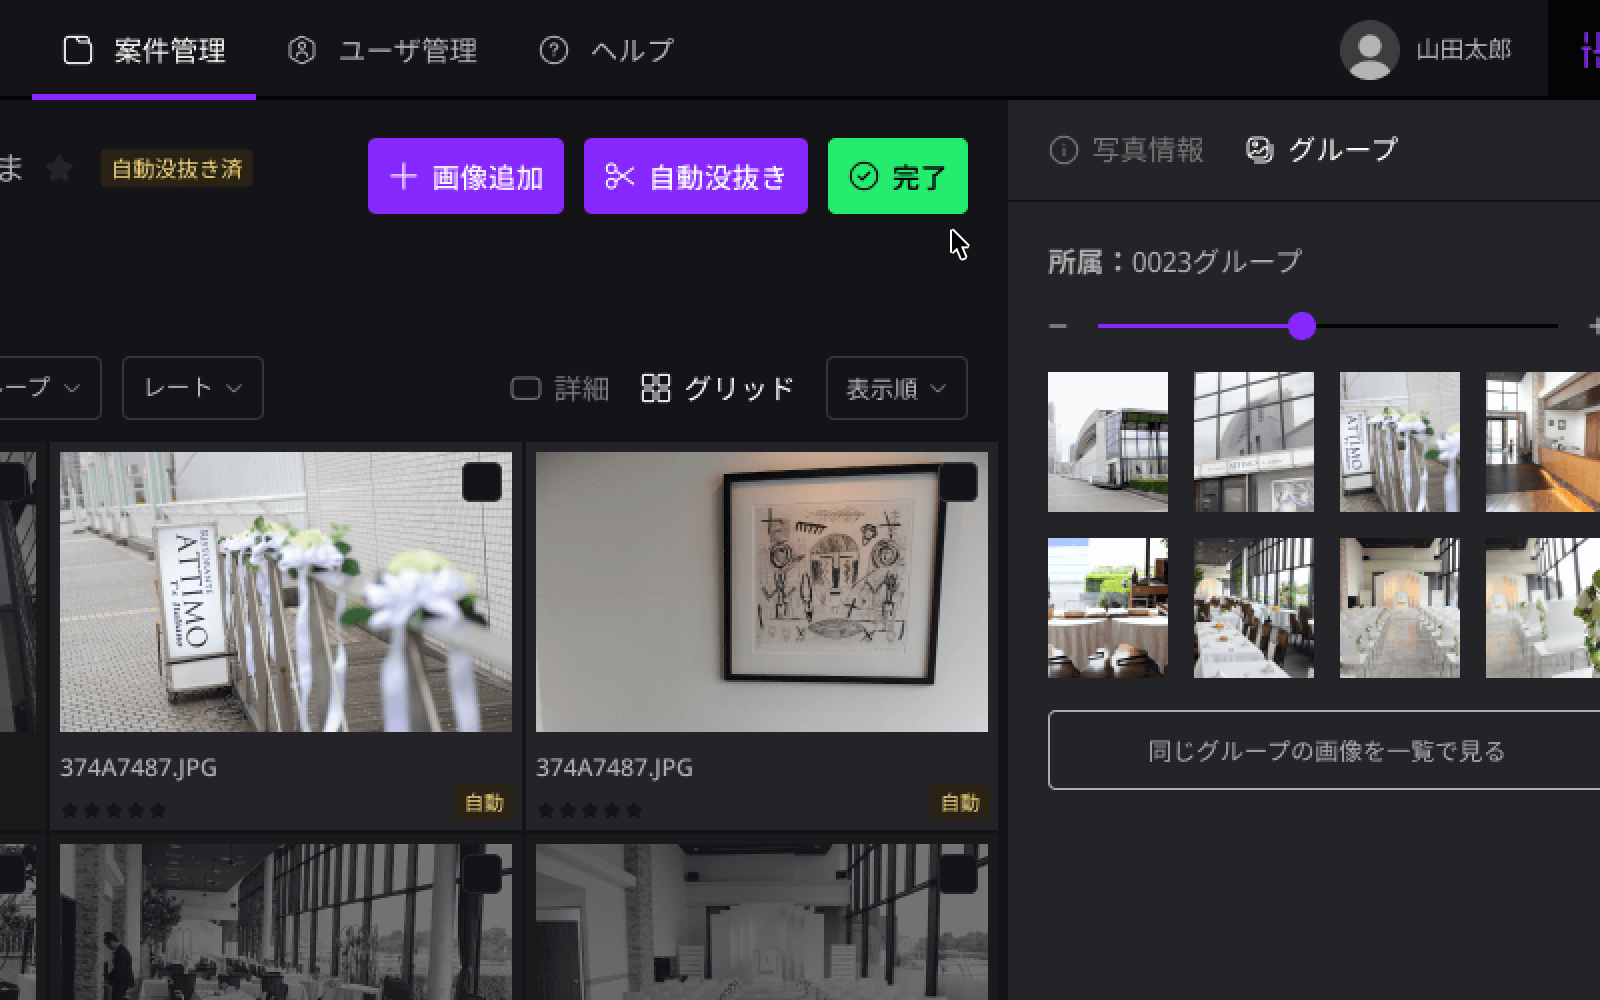 案件管理
ユーザ管理
ヘルプ
山田太郎
ま
自動没抜き済
画像追加
自動没抜き
完了
写真情報
グループ
所属：0023グループ
ープ
レート
詳細
グリッド
表示順
RISTORANTE
ATTIMO
374A7487.JPG
自動
374A7487.JPG
自動
ATTIMO
ATTIMO
同じグループの画像を一覧で見る